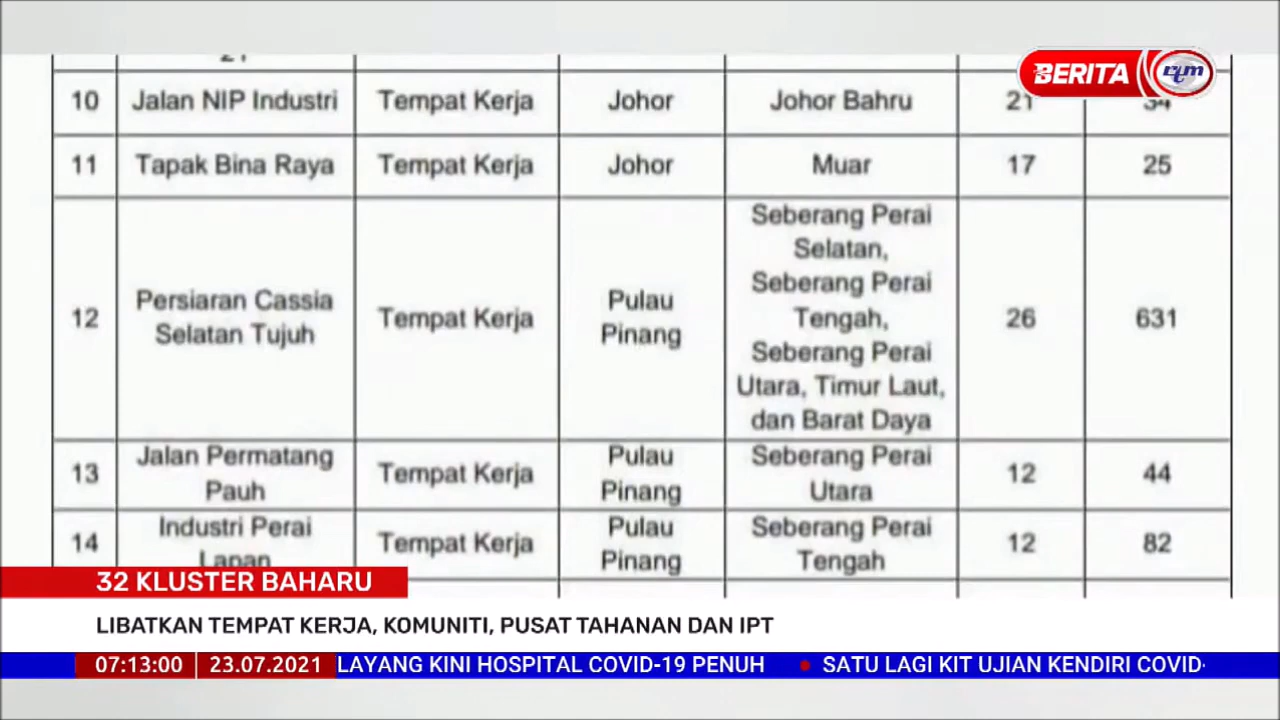 BERITA rtm
10 Jalan NIP Industri Tempat Kerja Johor Johor Bahru 21 34
11 Tapak Bina Raya Tempat Kerja Johor Muar 17 25
12 Persiaran Cassia Selatan Tujuh Tempat Kerja Pulau Pinang Seberang Perai Selatan, Seberang Perai Tengah, Seberang Perai Utara, Timur Laut, dan Barat Daya 26 631
13 Jalan Permatang Pauh Tempat Kerja Pulau Pinang Seberang Perai Utara 12 44
14 Industri Perai Lapan Tempat Kerja Pulau Pinang Seberang Perai Tengah 12 82
32 KLUSTER BAHARU
LIBATKAN TEMPAT KERJA, KOMUNITI, PUSAT TAHANAN DAN IPT
07:13:00 23.07.2021 LAYANG KINI HOSPITAL COVID-19 PENUH • SATU LAGI KIT UJIAN KENDIRI COVID-